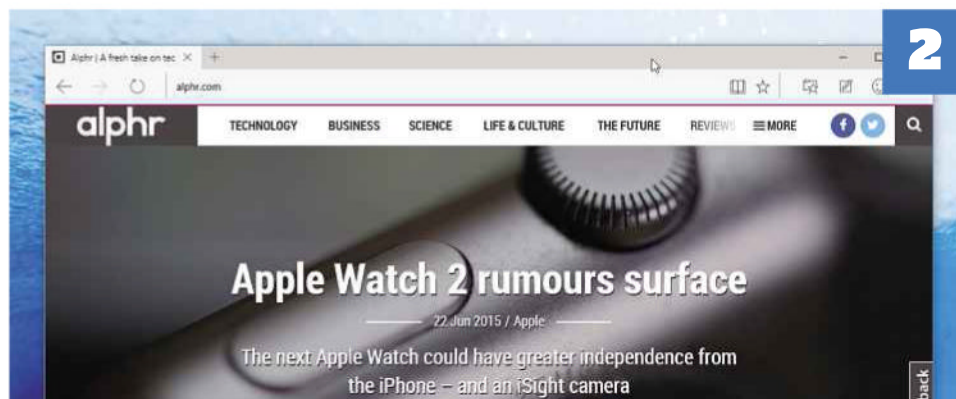 2
Alphr | A fresh take on tec
alphr.com
alphr TECHNOLOGY BUSINESS SCIENCE LIFE & CULTURE THE FUTURE REVIEWS MORE
Apple Watch 2 rumours surface
22 Jun 2015 / Apple
The next Apple Watch could have greater independence from
the iPhone – and an iSight camera
back